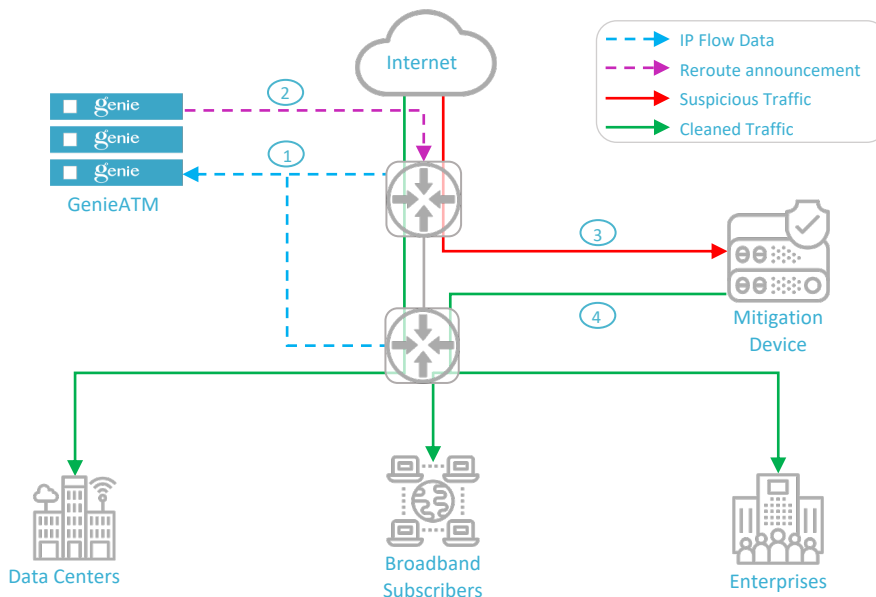 Internet
IP Flow Data
Reroute announcement
Suspicious Traffic
Cleaned Traffic
2
genie
genie
genie
1
GenieATM
3
4
Mitigation
Device
Data Centers
Broadband
Subscribers
Enterprises